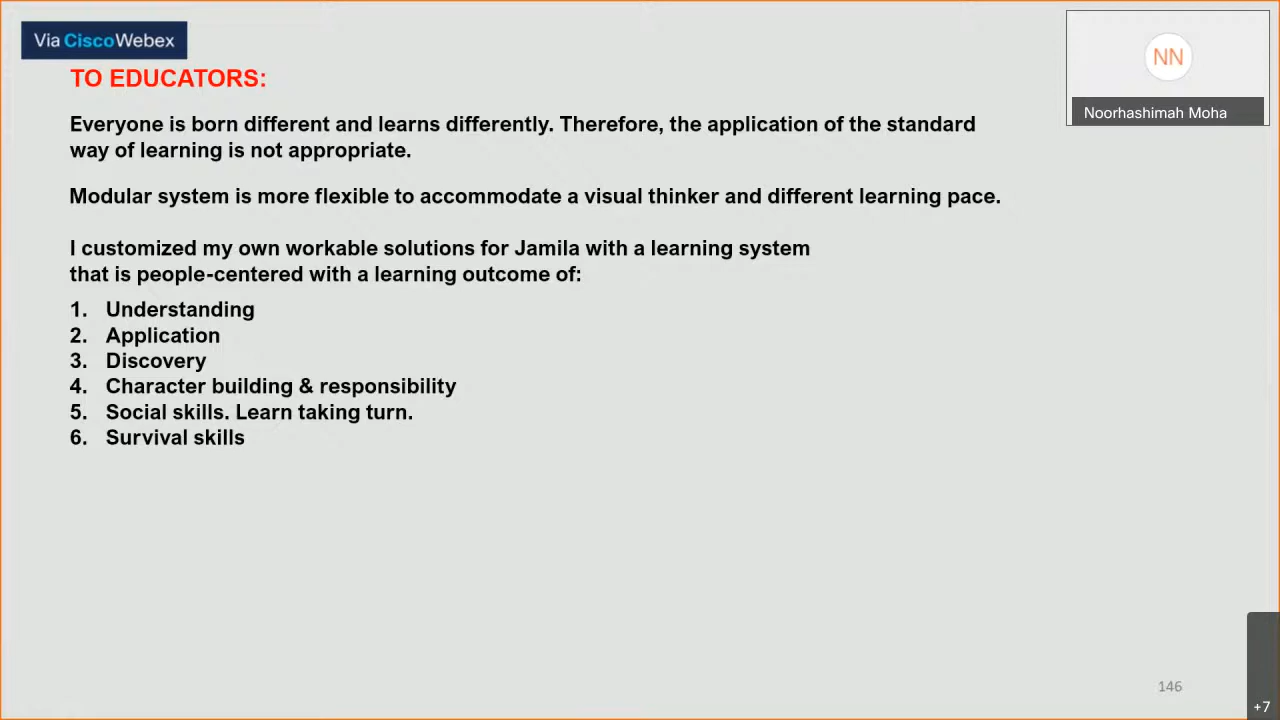 Via CiscoWebex
NN
Noorhashimah Moha
TO EDUCATORS:
Everyone is born different and learns differently. Therefore, the application of the standard
way of learning is not appropriate.
Modular system is more flexible to accommodate a visual thinker and different learning pace.
I customized my own workable solutions for Jamila with a learning system
that is people-centered with a learning outcome of:
1. Understanding
2. Application
3. Discovery
4. Character building & responsibility
5. Social skills. Learn taking turn.
6. Survival skills
146
+7